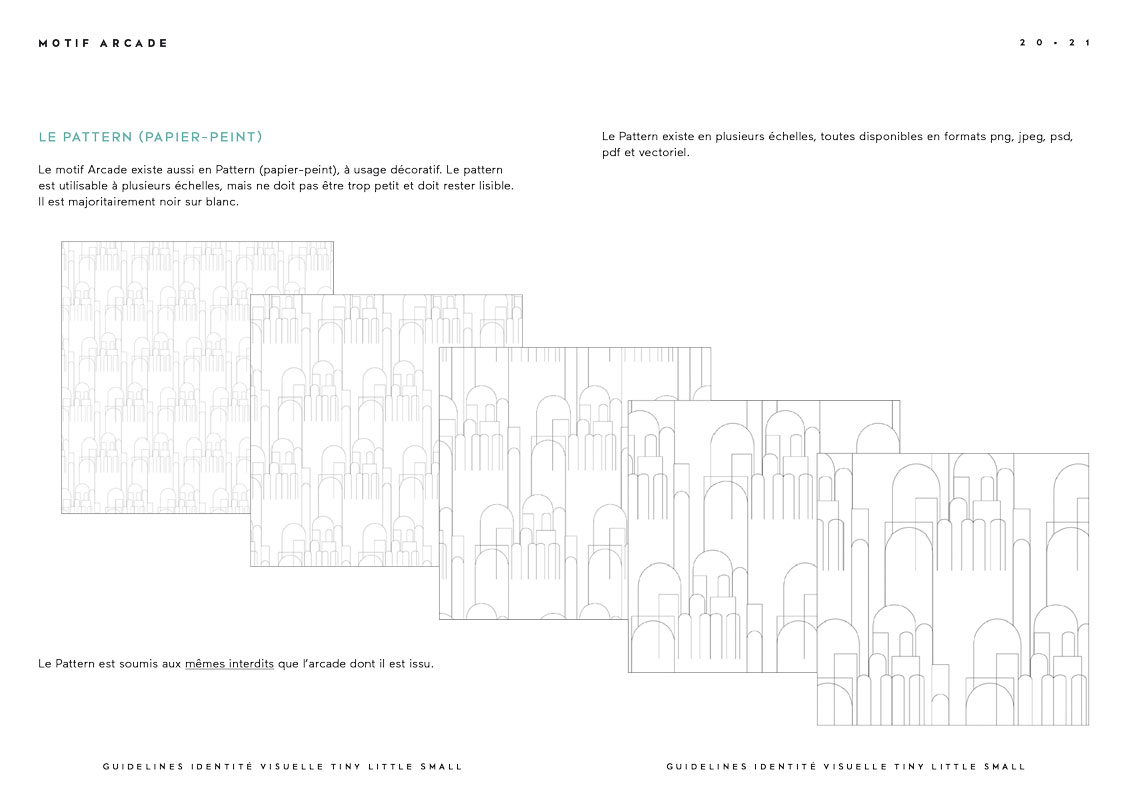 MOTIF ARCADE
20 • 21
LE PATTERN (PAPIER-PEINT)
Le motif Arcade existe aussi en Pattern (papier-peint), à usage décoratif. Le pattern
est utilisable à plusieurs échelles, mais ne doit pas être trop petit et doit rester lisible.
Il est majoritairement noir sur blanc.
Le Pattern est soumis aux mêmes interdits que l'arcade dont il est issu.
Le Pattern existe en plusieurs échelles, toutes disponibles en formats png, jpeg, psd,
pdf et vectoriel.
GUIDELINES IDENTITÉ VISUELLE TINY LITTLE SMALL
GUIDELINES IDENTITÉ VISUELLE TINY LITTLE SMALL